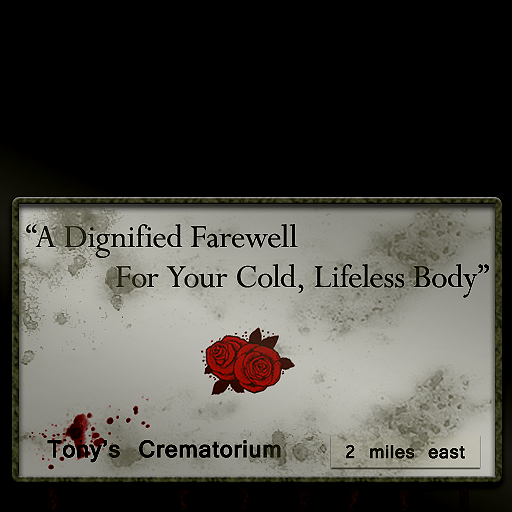 “A Dignified Farewell
For Your Cold, Lifeless Body”
Tony's Crematorium
2 miles east